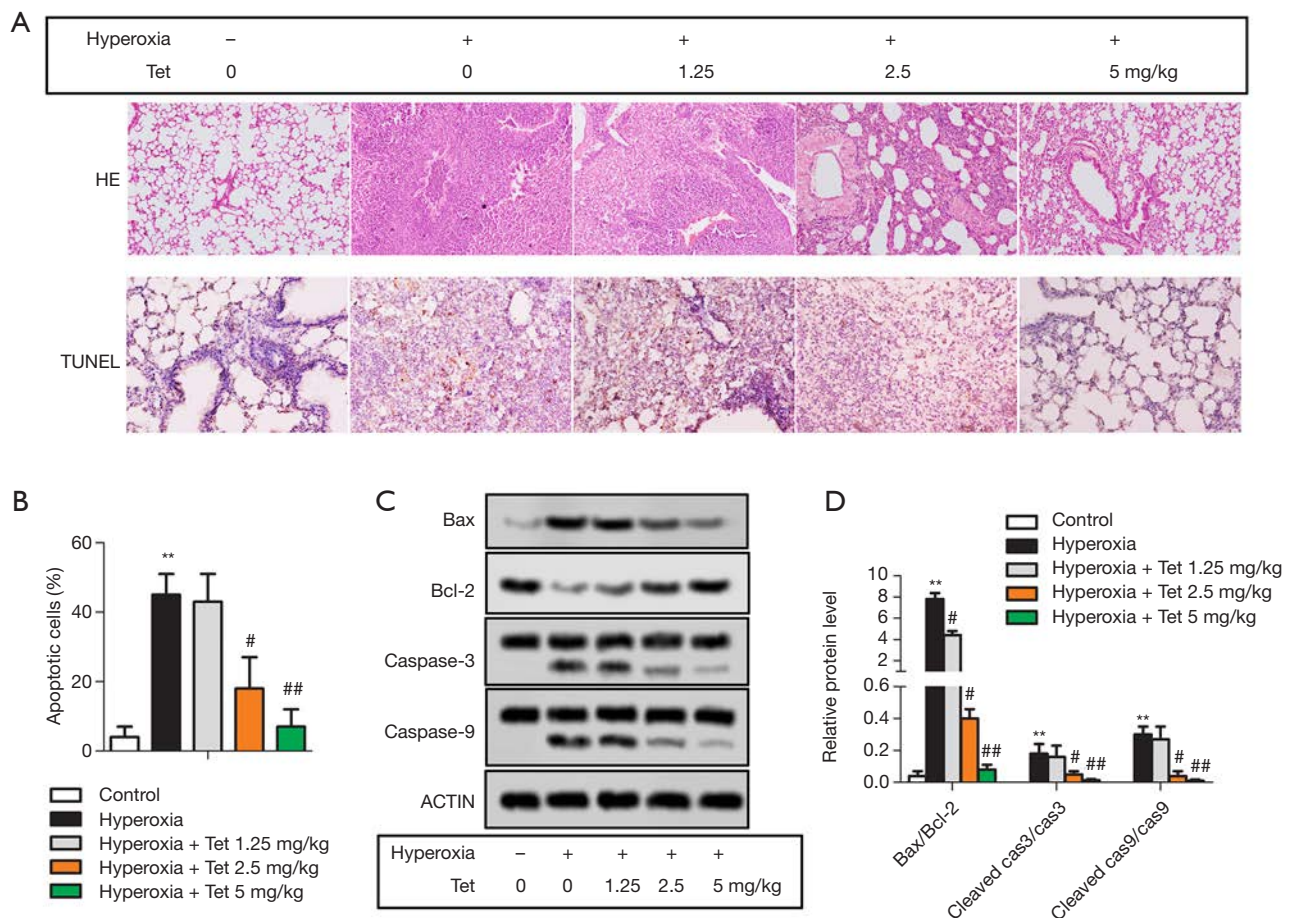 A
Hyperoxia – + + + +
Tet 0 0 1.25 2.5 5 mg/kg
HE
TUNEL
B
Apoptotic cells (%)
60
40
20
0
**
#
##
Control
Hyperoxia
Hyperoxia + Tet 1.25 mg/kg
Hyperoxia + Tet 2.5 mg/kg
Hyperoxia + Tet 5 mg/kg
C
Bax
Bcl-2
Caspase-3
Caspase-9
ACTIN
Hyperoxia – + + + +
Tet 0 0 1.25 2.5 5 mg/kg
D
Control
Hyperoxia
Hyperoxia + Tet 1.25 mg/kg
Hyperoxia + Tet 2.5 mg/kg
Hyperoxia + Tet 5 mg/kg
Relative protein level
10
8
6
4
2
0.6
0.4
0.2
0.0
** # # ##
** # ##
** # ##
Bax/Bcl-2
Cleaved cas3/cas3
Cleaved cas9/cas9